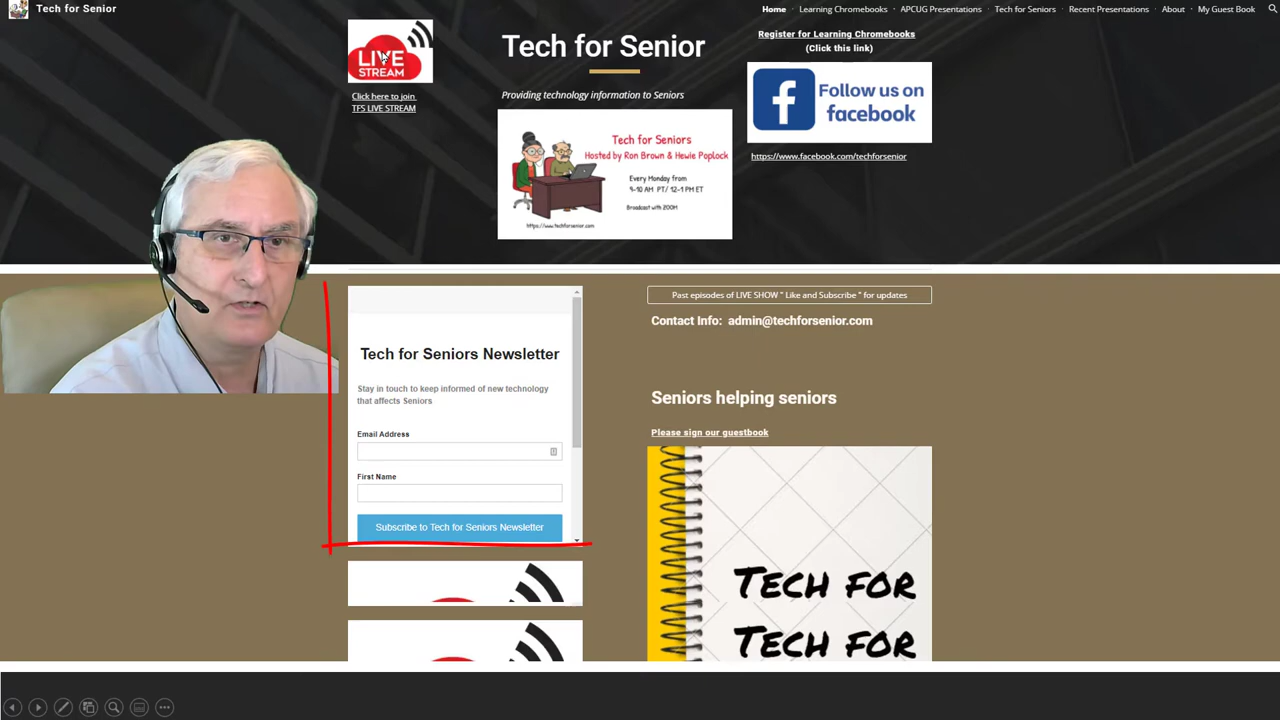 Tech for Senior
Home
Learning Chromebooks
APCUG Presentations
Tech for Seniors
Recent Presentations
About
My Guest Book
LIVE
STREAM
Click here to join
TFS LIVE STREAM
Tech for Senior
Providing technology information to Seniors
Tech for Seniors
Hosted by Ron Brown & Hewie Poplock
Every Monday from
9-10 AM PT/ 12-1 PM ET
Broadcast with ZOOM
https://www.techforsenior.com
Register for Learning Chromebooks
(Click this link)
f Follow us on
facebook
https://www.facebook.com/techforsenior
Tech for Seniors Newsletter
Stay in touch to keep informed of new technology
that affects Seniors
Email Address
First Name
Subscribe to Tech for Seniors Newsletter
Past episodes of LIVE SHOW " Like and Subscribe " for updates
Contact Info: admin@techforsenior.com
Seniors helping seniors
Please sign our guestbook
TECH FOR
TECH FOR